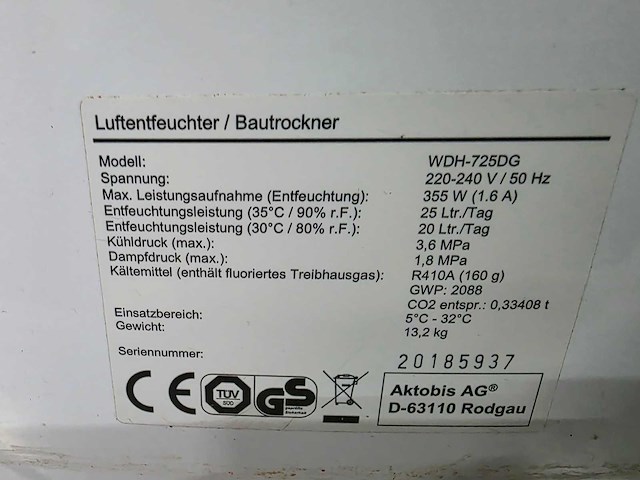 Luftentfeuchter / Bautrockner
Modell: WDH-725DG
Spannung: 220-240 V / 50 Hz
Max. Leistungsaufnahme (Entfeuchtung): 355 W (1.6 A)
Entfeuchtungsleistung (35°C / 90% r.F.): 25 Ltr./Tag
Entfeuchtungsleistung (30°C / 80% r.F.): 20 Ltr./Tag
Kühldruck (max.): 3,6 MPa
Dampfdruck (max.): 1,8 MPa
Kältemittel (enthält fluoriertes Treibhausgas): R410A (160 g)
GWP: 2088
CO2 entspr.: 0,33408 t
Einsatzbereich: 5°C - 32°C
Gewicht: 13,2 kg
Seriennummer: 20185937
CE TÜV GS
geprüfte
Sicherheit
Aktobis AG®
D-63110 Rodgau